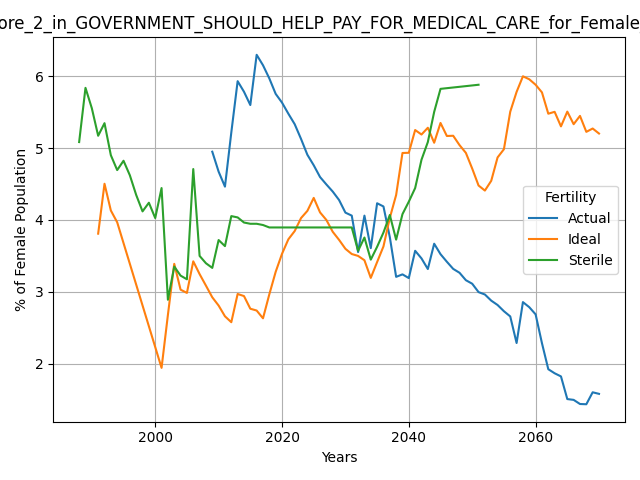 ore_2_in_GOVERNMENT_SHOULD_HELP_PAY_FOR_MEDICAL_CARE_for_Female
6
5
4
3
2
% of Female Population
Fertility
Actual
Ideal
Sterile
2000 2020 2040 2060
Years